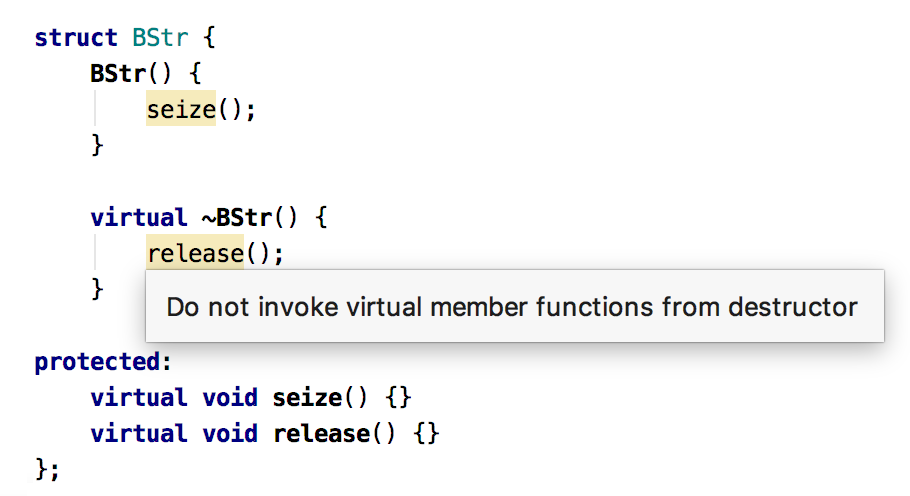 struct BStr {
BStr() {
seize();
}
virtual ~BStr() {
release();
}
Do not invoke virtual member functions from destructor
protected:
virtual void seize() {}
virtual void release() {}
};